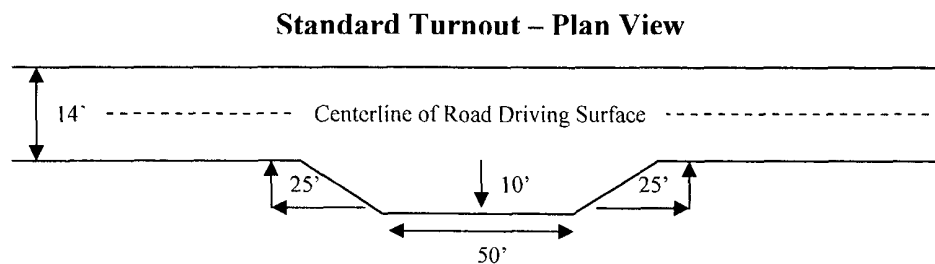 Standard Turnout – Plan View
14'
Centerline of Road Driving Surface
25'
10'
25'
50'